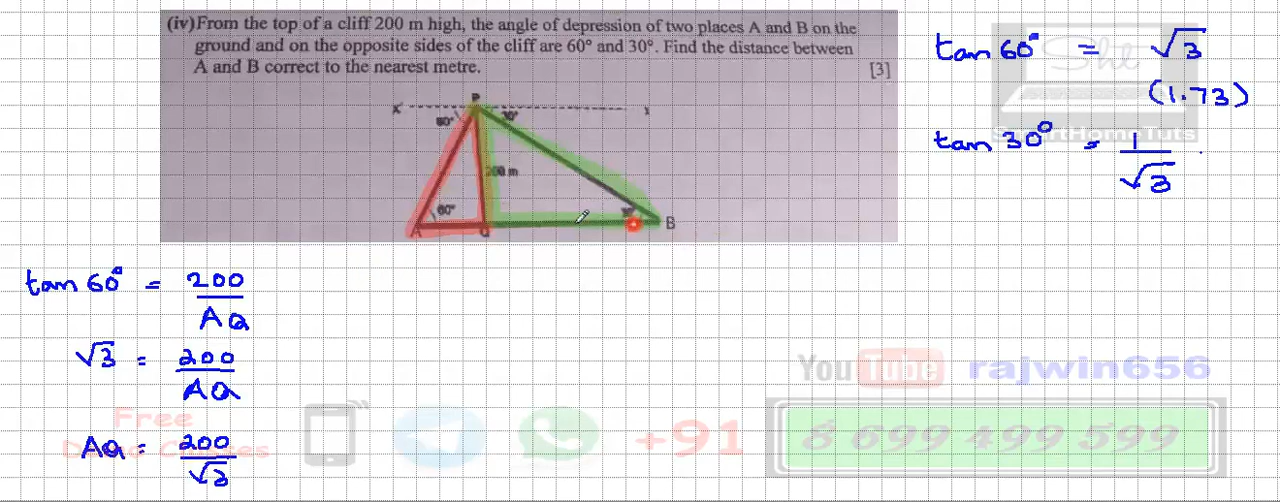 (iv)From the top of a cliff 200 m high, the angle of depression of two places A and B on the
ground and on the opposite sides of the cliff are 60° and 30°. Find the distance between
A and B correct to the nearest metre.
[3]
P
X
60°
30°
200 m
60°
A
Q
B
tan 60° = √3
(1.73)
tan 30° = 1/√3
tan 60° = 200/AQ
√3 = 200/AQ
AQ = 200/√3
YouTube rajwin656
Free
+91 8 699 499 599